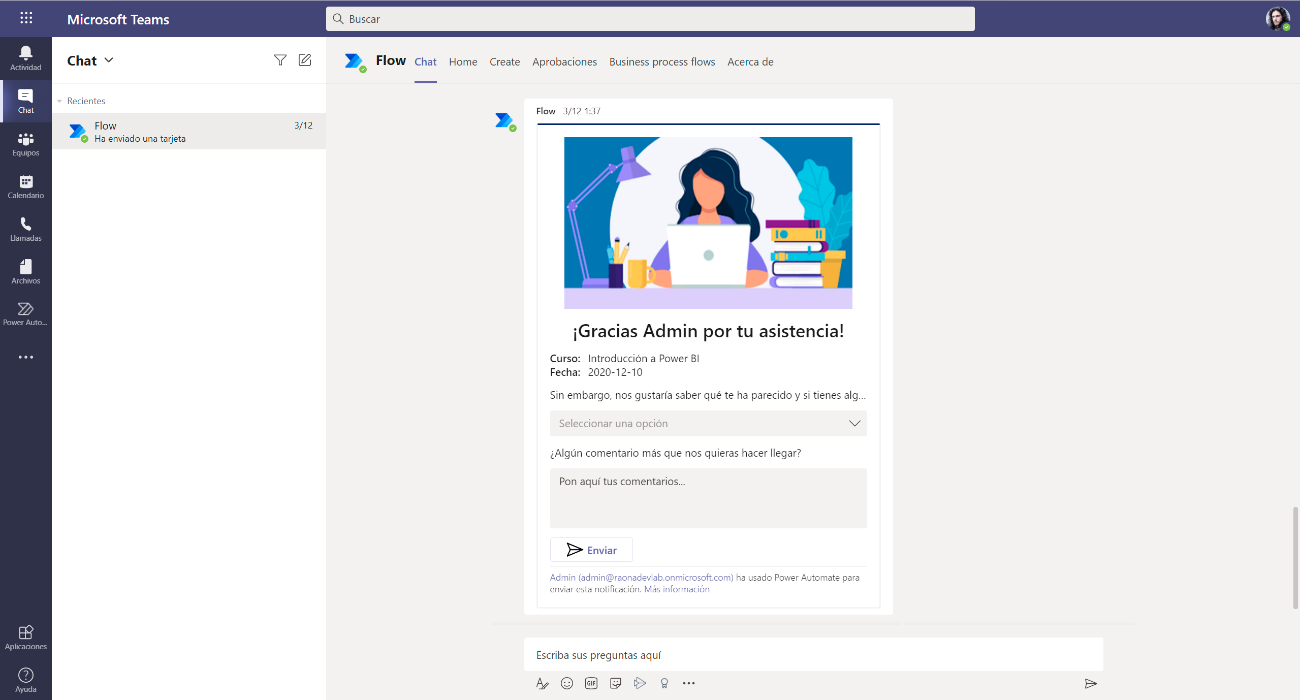 Microsoft Teams
Buscar
Actividad
Chat
Equipos
Calendario
Llamadas
Archivos
Power Auto...
Aplicaciones
Ayuda
Chat
Recientes
Flow 3/12
Ha enviado una tarjeta
Flow Chat Home Create Aprobaciones Business process flows Acerca de
Flow 3/12 1:37
¡Gracias Admin por tu asistencia!
Curso: Introducción a Power BI
Fecha: 2020-12-10
Sin embargo, nos gustaría saber qué te ha parecido y si tienes alg...
Seleccionar una opción
¿Algún comentario más que nos quieras hacer llegar?
Pon aquí tus comentarios...
Enviar
Admin (admin@raonadevlab.onmicrosoft.com) ha usado Power Automate para
enviar esta notificación. Más información
Escriba sus preguntas aquí
GIF